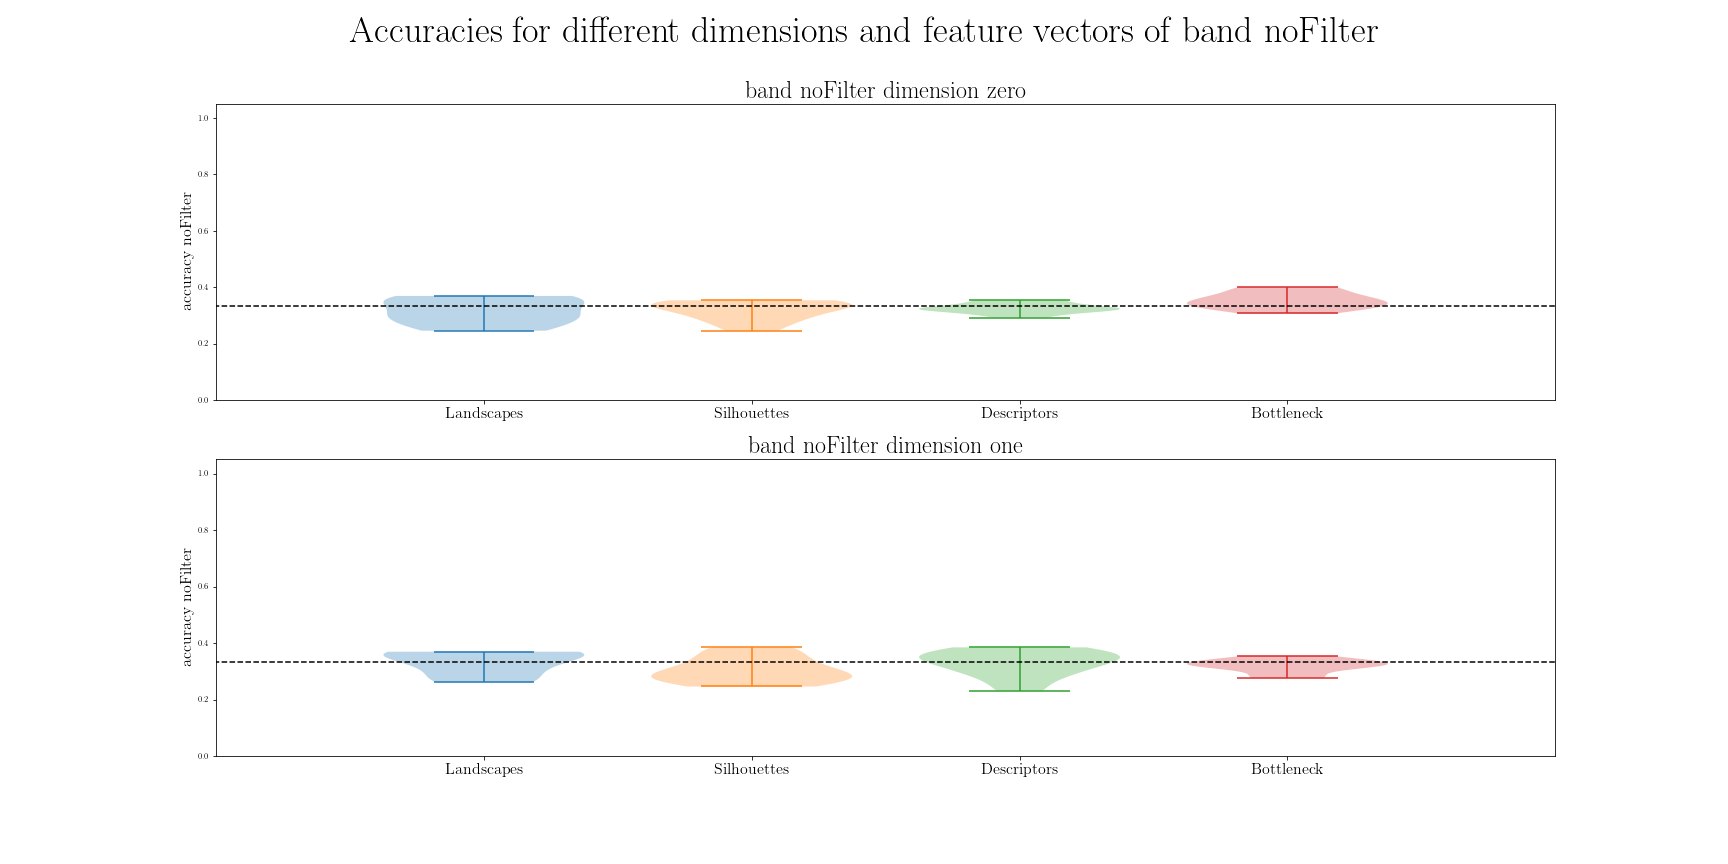 Accuracies for different dimensions and feature vectors of band noFilter
band noFilter dimension zero
accuracy noFilter
1.0
0.8
0.6
0.4
0.2
0.0
Landscapes Silhouettes Descriptors Bottleneck
band noFilter dimension one
accuracy noFilter
1.0
0.8
0.6
0.4
0.2
0.0
Landscapes Silhouettes Descriptors Bottleneck